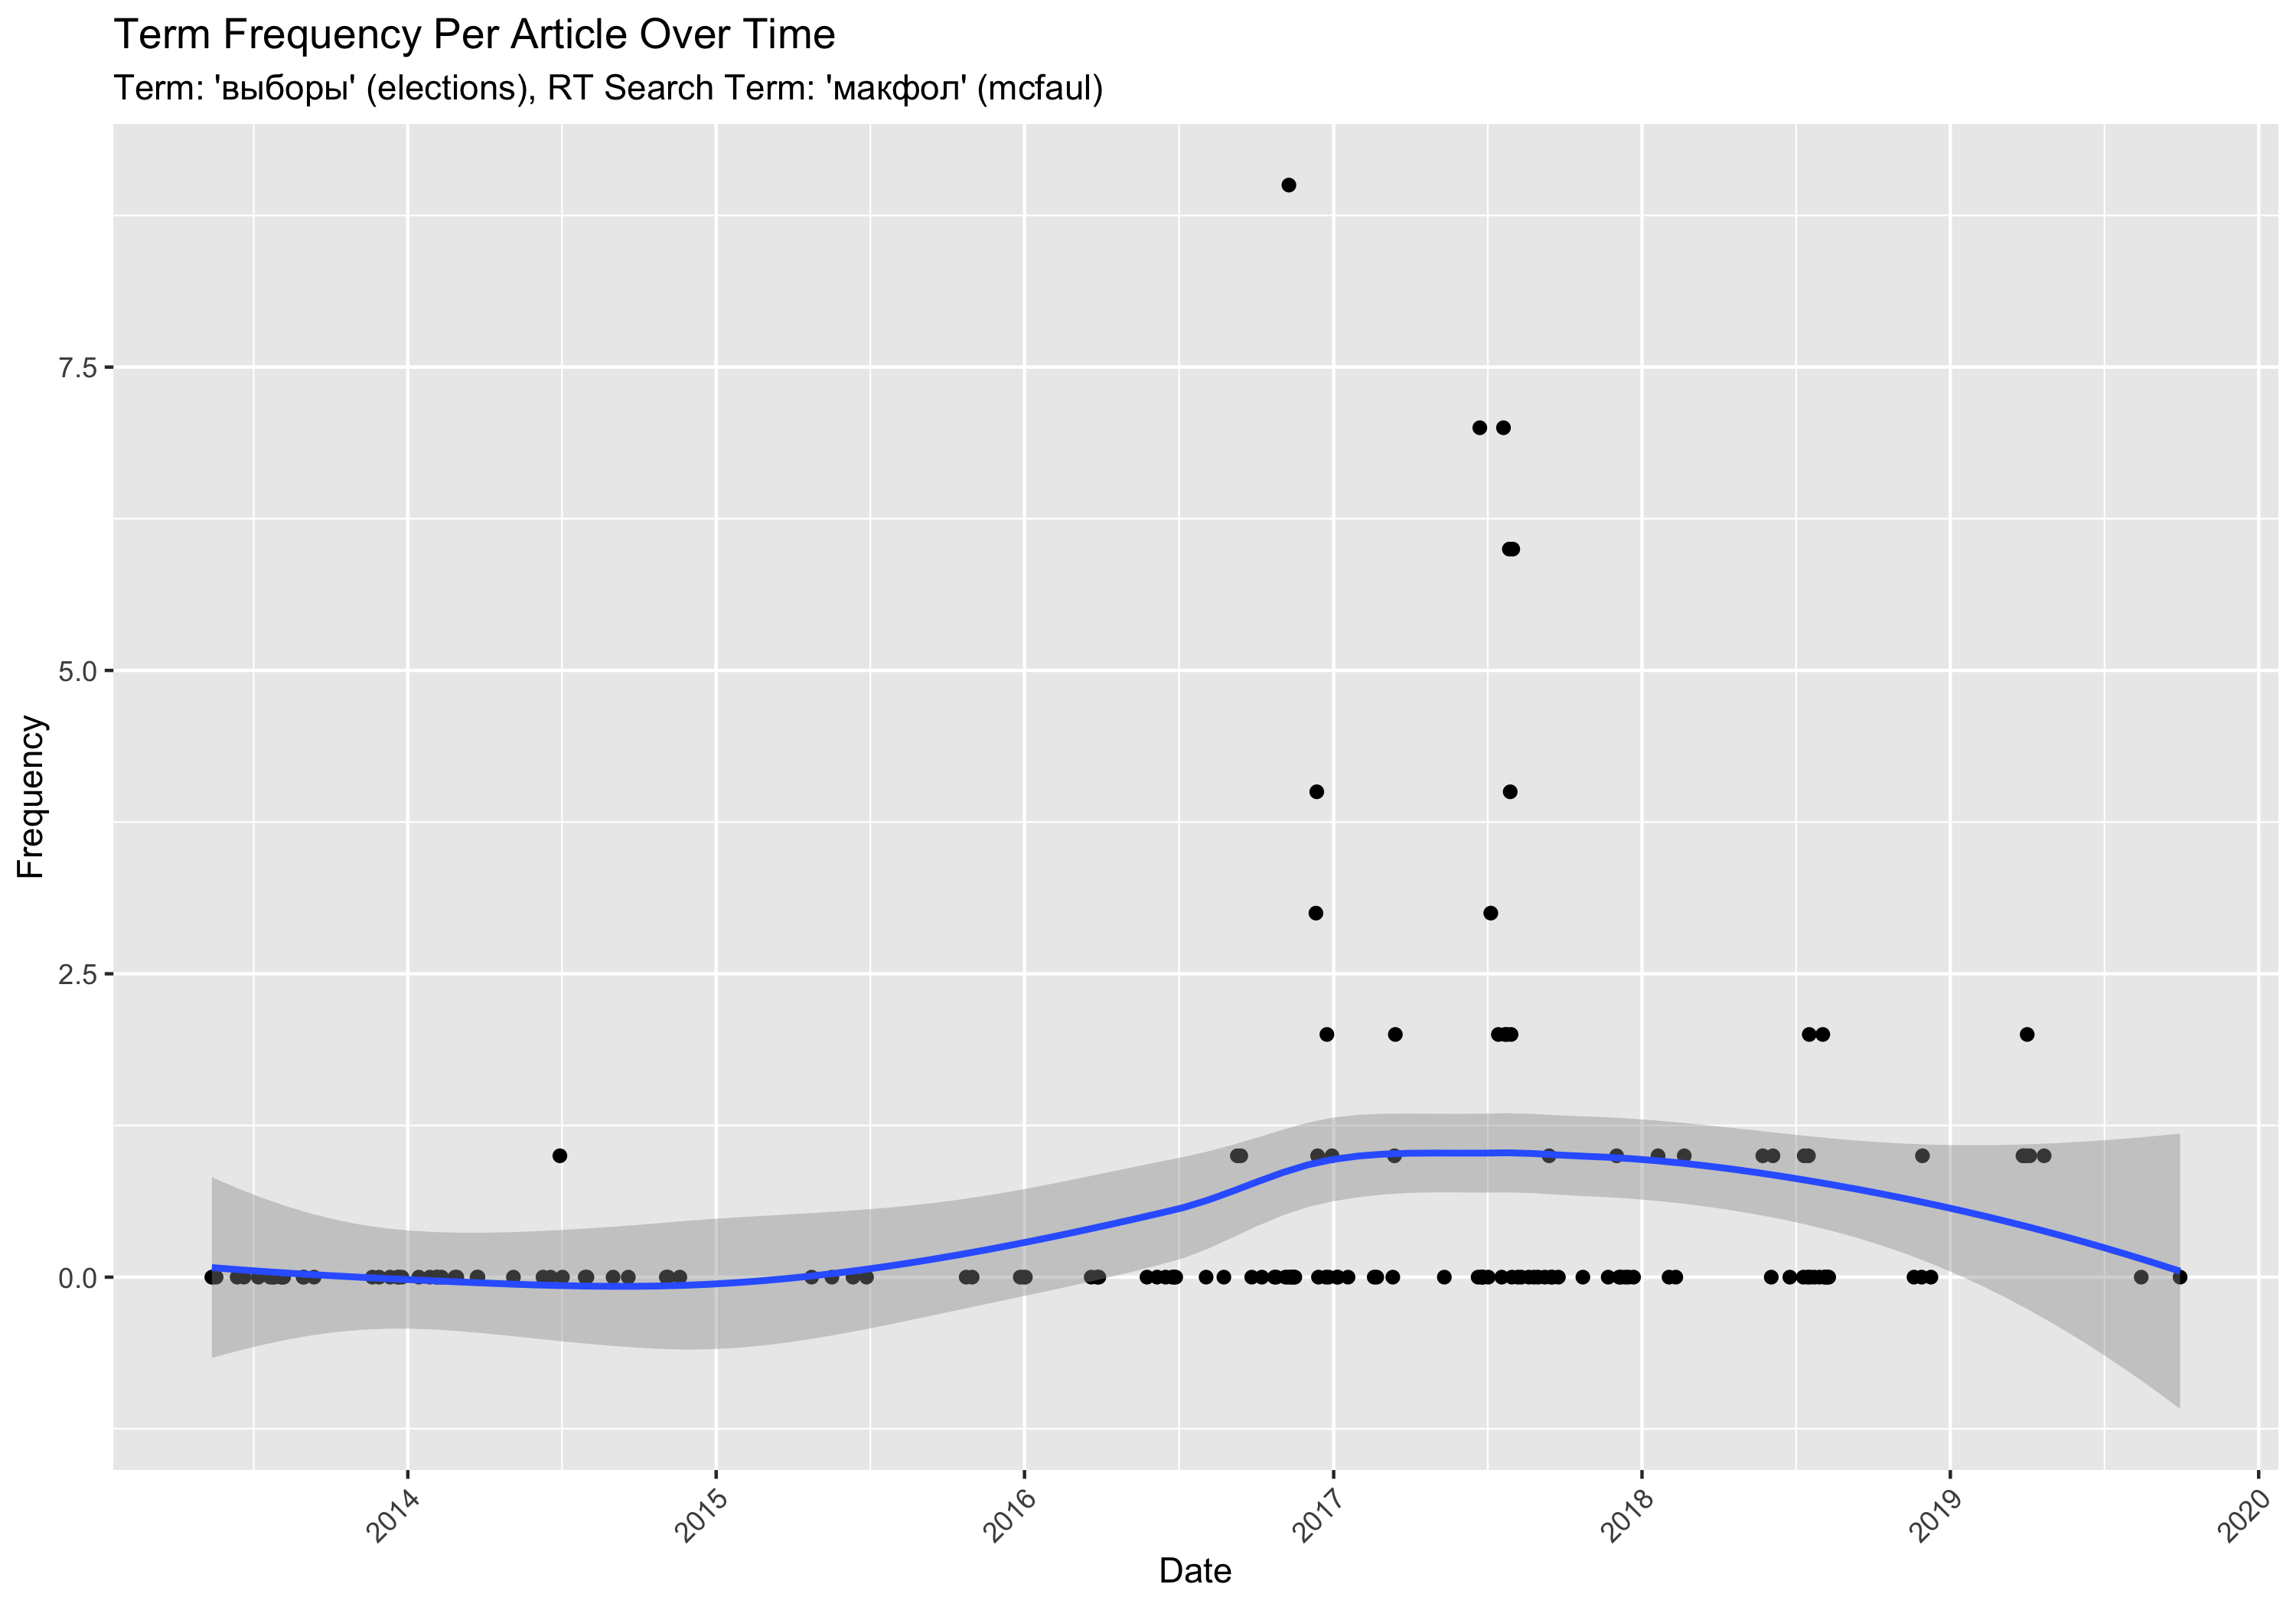 Term Frequency Per Article Over Time
Term: 'выборы' (elections), RT Search Term: 'макфол' (mcfaul)
Frequency
7.5
5.0
2.5
0.0
2014
2015
2016
2017
2018
2019
2020
Date